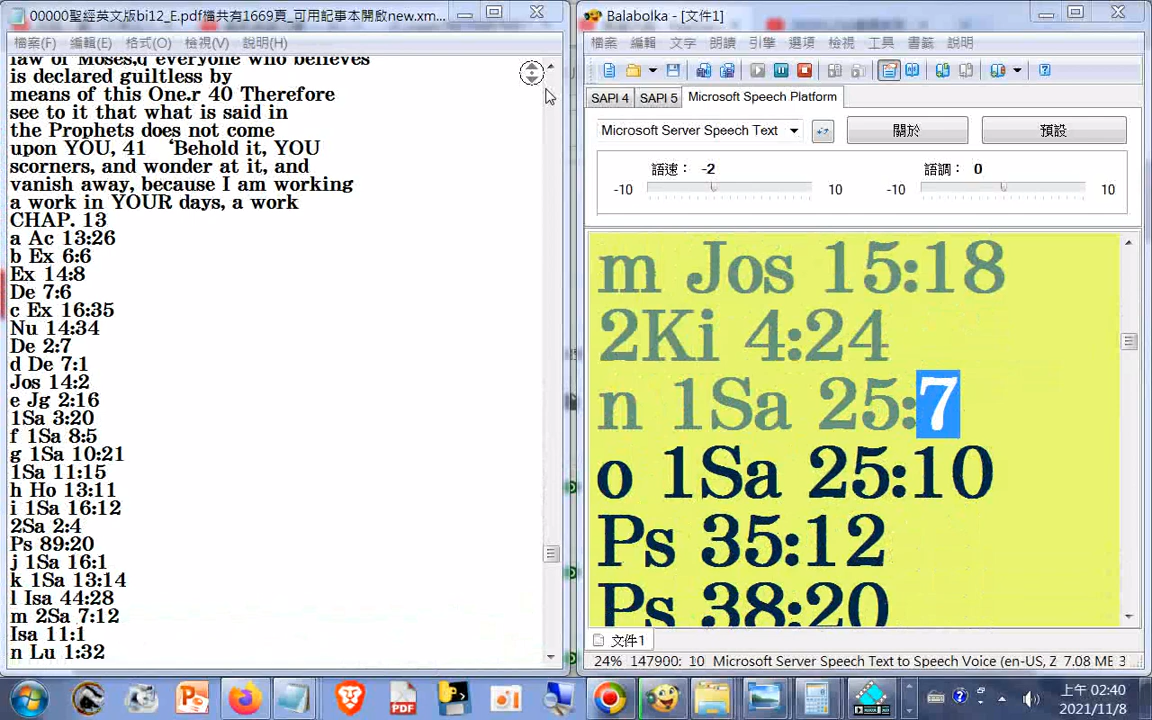 00000聖經英文版bi12_E.pdf檔共有1669頁_可用記事本開啟new.xm...
檔案(F) 編輯(E) 格式(O) 檢視(V) 說明(H)
law of Moses,q everyone who believes
is declared guiltless by
means of this One.r 40 Therefore
see to it that what is said in
the Prophets does not come
upon YOU, 41 ‘Behold it, YOU
scorners, and wonder at it, and
vanish away, because I am working
a work in YOUR days, a work
CHAP. 13
a Ac 13:26
b Ex 6:6
Ex 14:8
De 7:6
c Ex 16:35
Nu 14:34
De 2:7
d De 7:1
Jos 14:2
e Jg 2:16
1Sa 3:20
f 1Sa 8:5
g 1Sa 10:21
1Sa 11:15
h Ho 13:11
i 1Sa 16:12
2Sa 2:4
Ps 89:20
j 1Sa 16:1
k 1Sa 13:14
l Isa 44:28
m 2Sa 7:12
Isa 11:1
n Lu 1:32
Balabolka - [文件1]
檔案 編輯 文字 朗讀 引擎 選項 檢視 工具 書籤 說明
SAPI 4 SAPI 5 Microsoft Speech Platform
Microsoft Server Speech Text 關於 預設
語速： -2 語調： 0
-10 10 -10 10
m Jos 15:18
2Ki 4:24
n 1Sa 25:7
o 1Sa 25:10
Ps 35:12
Ps 38:20
文件1
24% 147900: 10 Microsoft Server Speech Text to Speech Voice (en-US, Z 7.08 MB 3
PDF
上午 02:40
2021/11/8